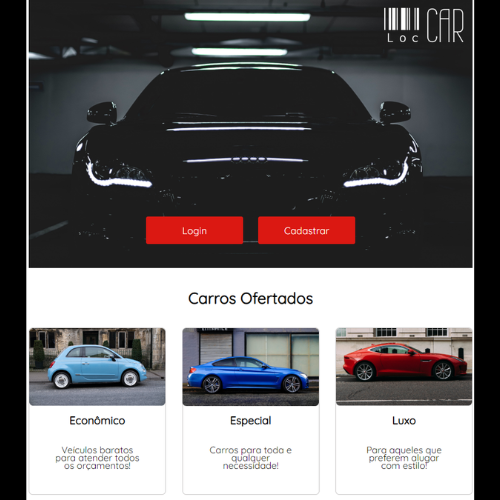 Loc CAR
Login Cadastrar
Carros Ofertados
Econômico
Veículos baratos
para atender todos
os orçamentos!
Especial
Carros para toda e
qualquer
necessidade!
Luxo
Para aqueles que
preferem alugar
com estilo!